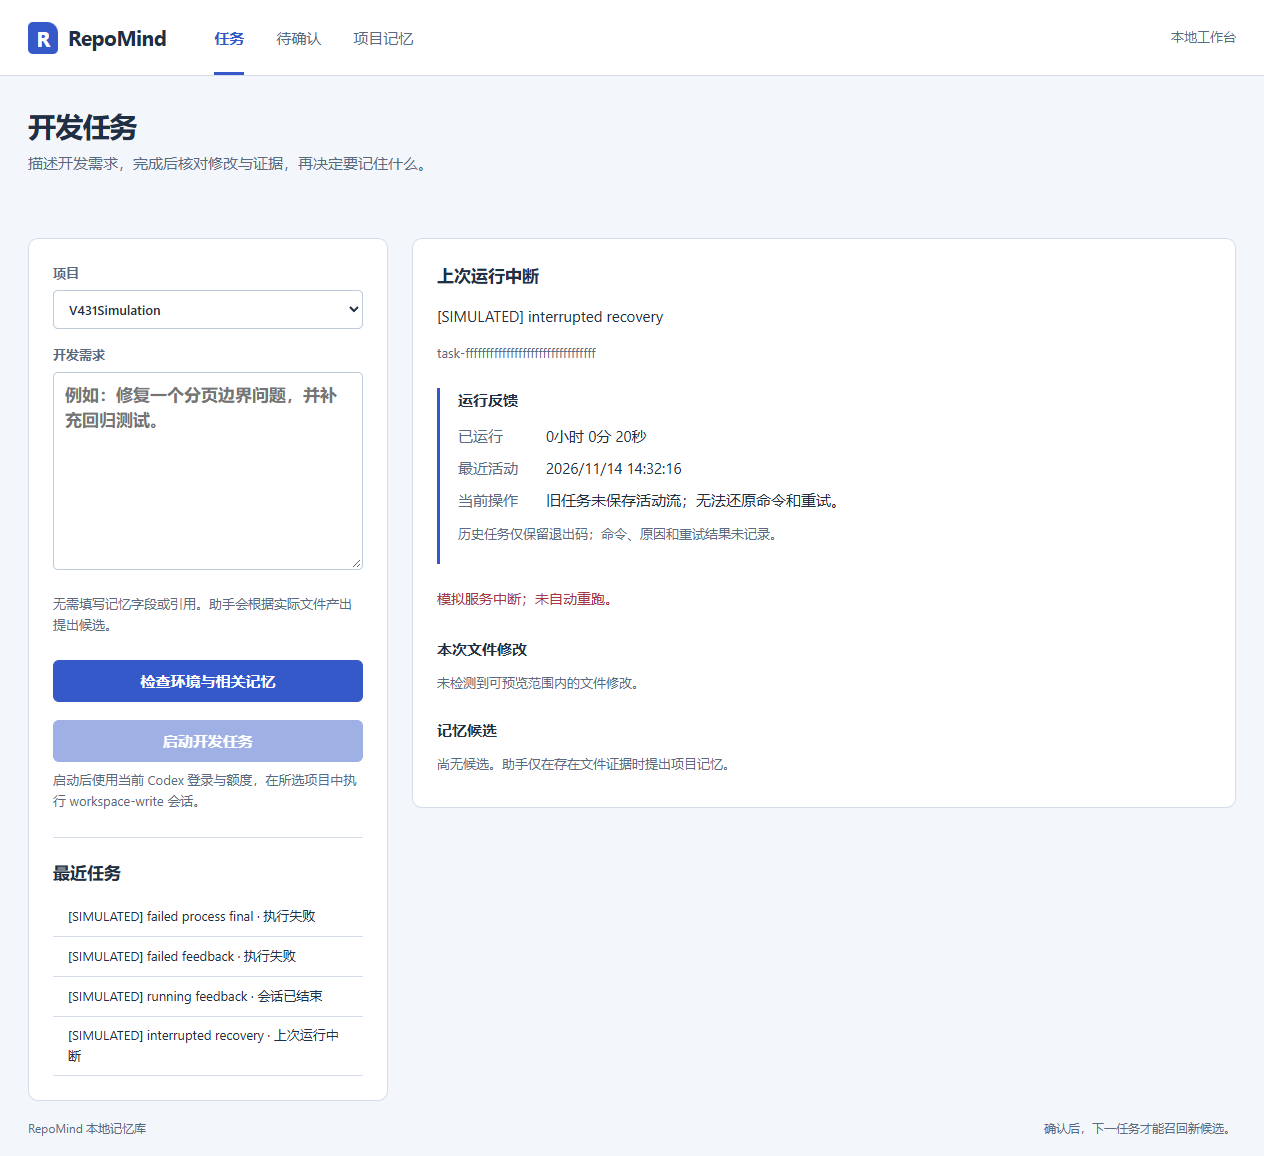 R RepoMind 任务 待确认 项目记忆 本地工作台
开发任务
描述开发需求，完成后核对修改与证据，再决定要记住什么。
项目
V431Simulation
开发需求
例如：修复一个分页边界问题，并补
充回归测试。
无需填写记忆字段或引用。助手会根据实际文件产出
提出候选。
检查环境与相关记忆
启动开发任务
启动后使用当前 Codex 登录与额度，在所选项目中执
行 workspace-write 会话。
最近任务
[SIMULATED] failed process final · 执行失败
[SIMULATED] failed feedback · 执行失败
[SIMULATED] running feedback · 会话已结束
[SIMULATED] interrupted recovery · 上次运行中
断
上次运行中断
[SIMULATED] interrupted recovery
task-ffffffffffffffffffffffffffffffff
运行反馈
已运行 0小时 0分 20秒
最近活动 2026/11/14 14:32:16
当前操作 旧任务未保存活动流；无法还原命令和重试。
历史任务仅保留退出码；命令、原因和重试结果未记录。
模拟服务中断；未自动重跑。
本次文件修改
未检测到可预览范围内的文件修改。
记忆候选
尚无候选。助手仅在存在文件证据时提出项目记忆。
RepoMind 本地记忆库
确认后，下一任务才能召回新候选。